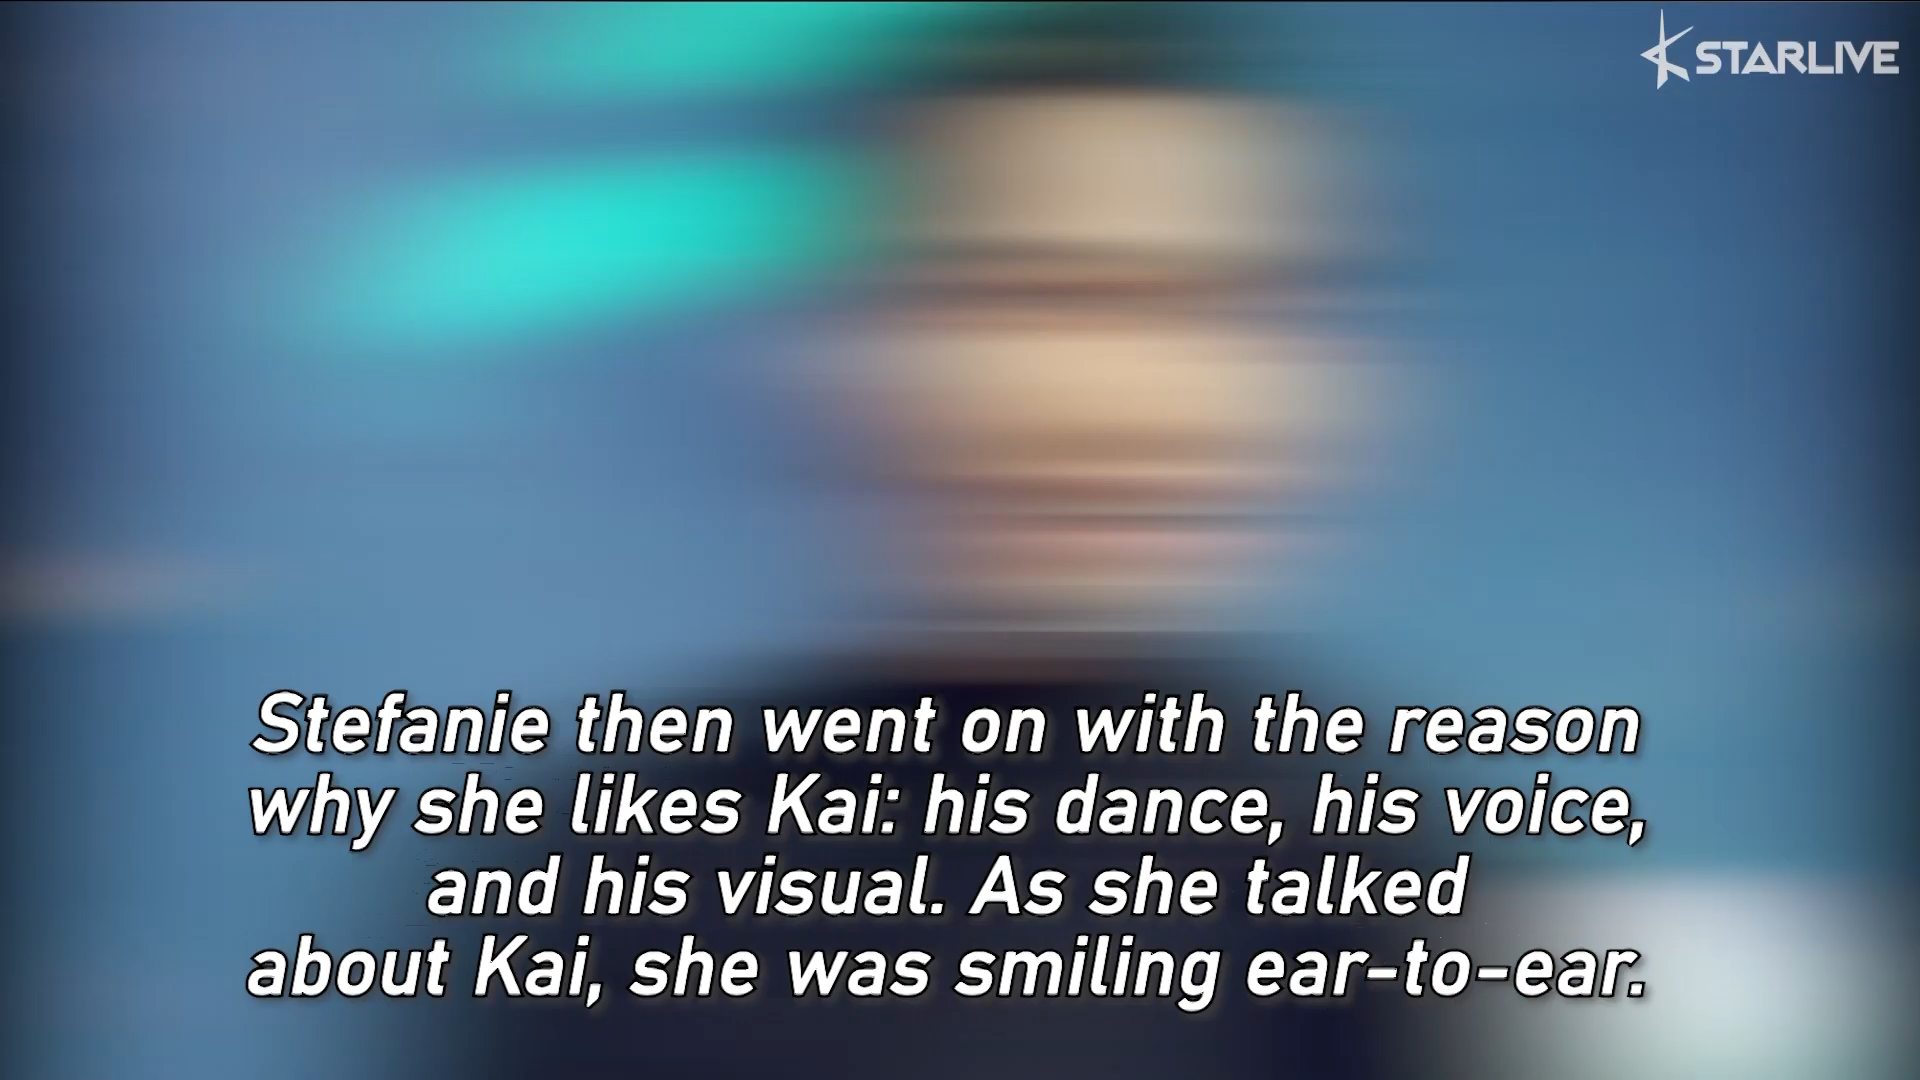 STARLIVE
Stefanie then went on with the reason
why she likes Kai: his dance, his voice,
and his visual. As she talked
about Kai, she was smiling ear-to-ear.